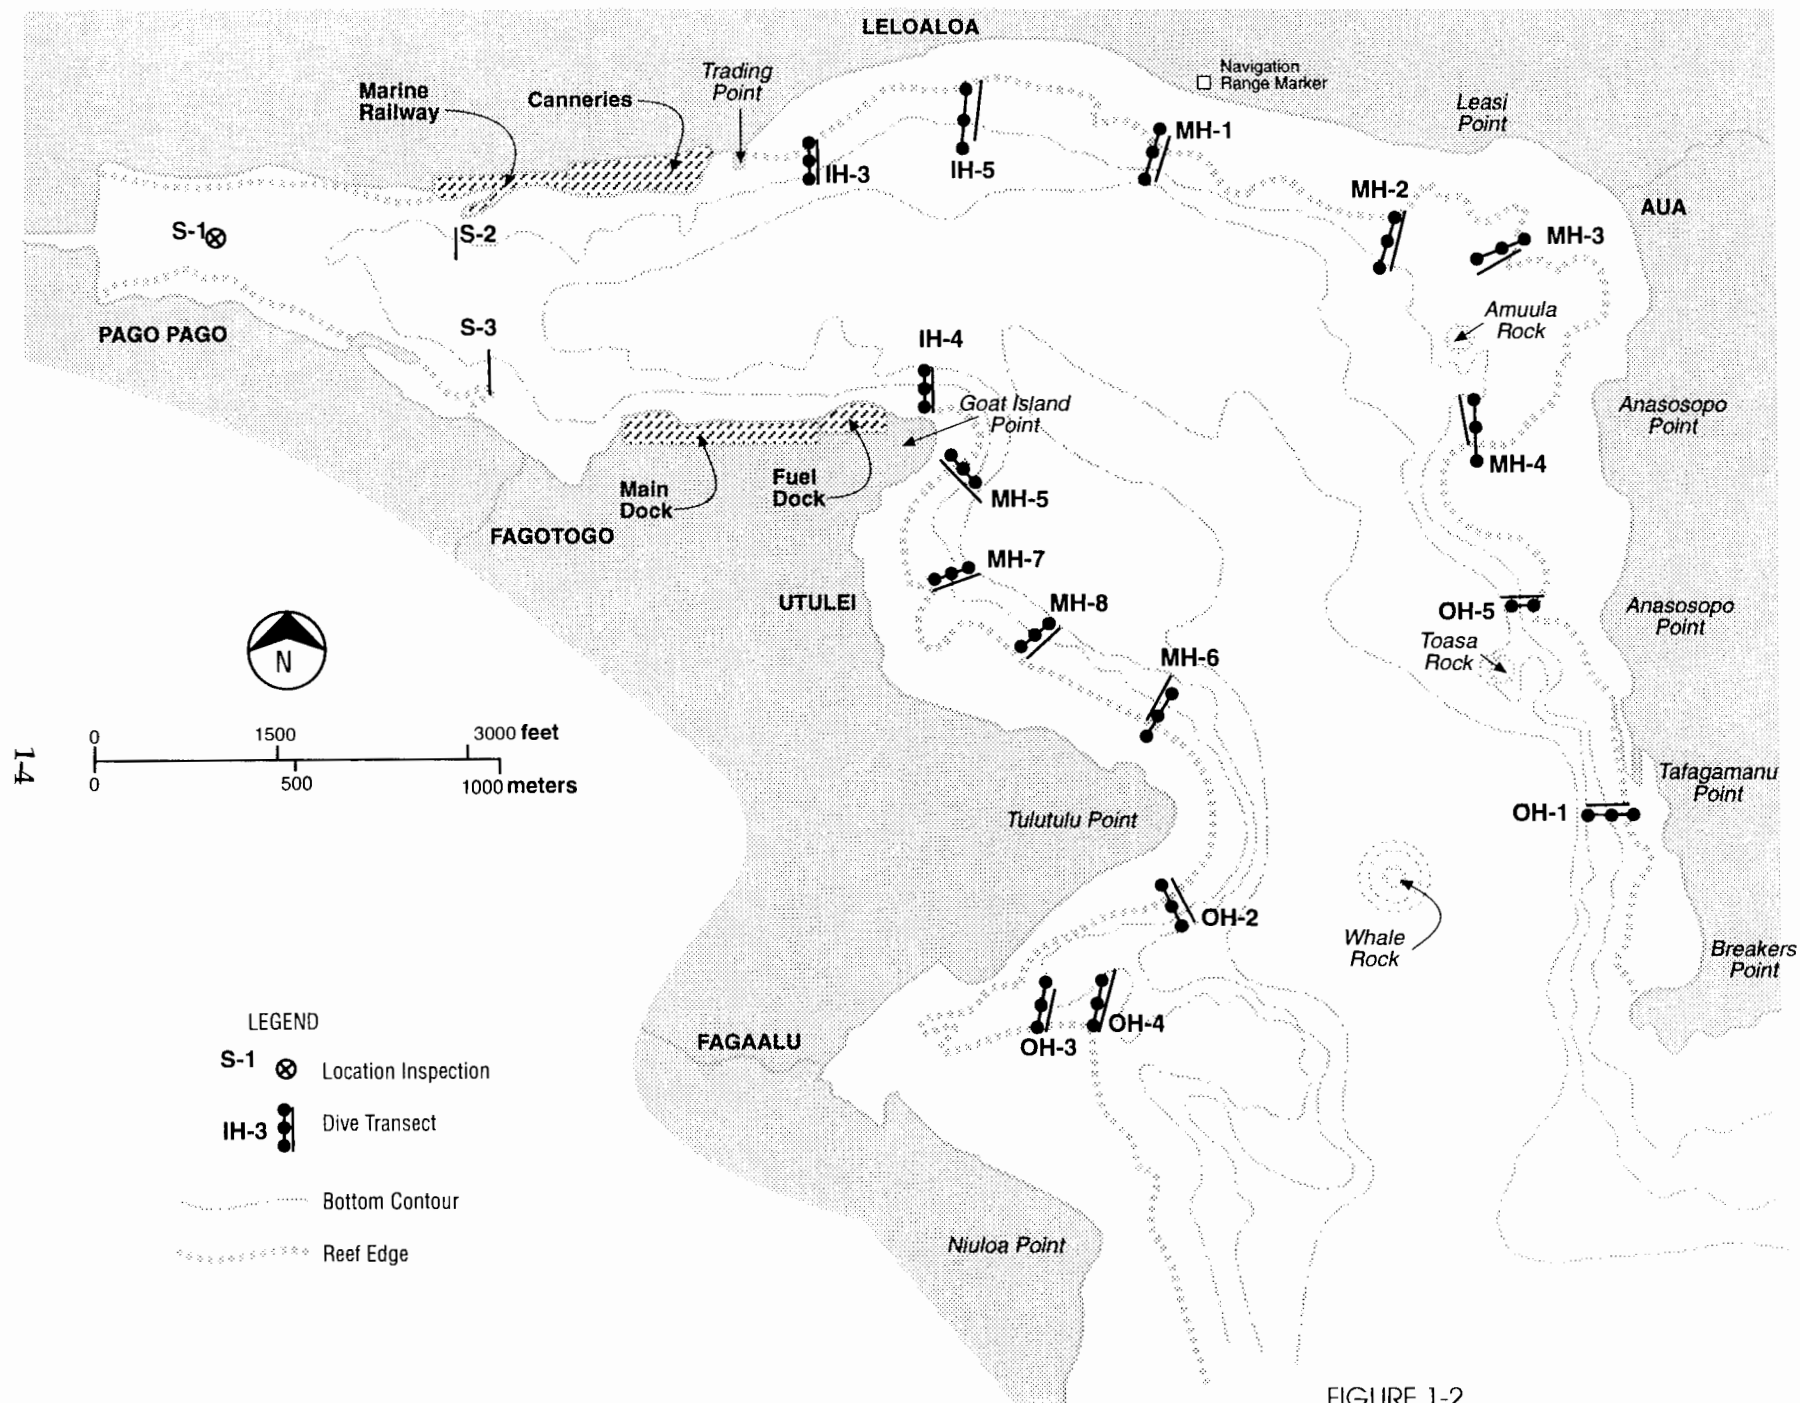 LELOALOA
Navigation
Range Marker
Trading
Point
Marine
Railway
Canneries
Leasi
Point
MH-1
IH-3
IH-5
MH-2
AUA
S-1
S-2
MH-3
PAGO PAGO
S-3
IH-4
Amuula
Rock
Goat Island
Point
Anasosopo
Point
MH-4
Main
Dock
Fuel
Dock
MH-5
FAGOTOGO
MH-7
UTULEI
MH-8
OH-5
Anasosopo
Point
Toasa
Rock
MH-6
N
0 1500 3000 feet
0 500 1000 meters
1-4
Tafagamanu
Point
Tulutulu Point
OH-1
OH-2
Whale
Rock
Breakers
Point
OH-4
OH-3
FAGAALU
LEGEND
S-1 Location Inspection
IH-3 Dive Transect
Bottom Contour
Reef Edge
Niuloa Point
FIGURE 1-2